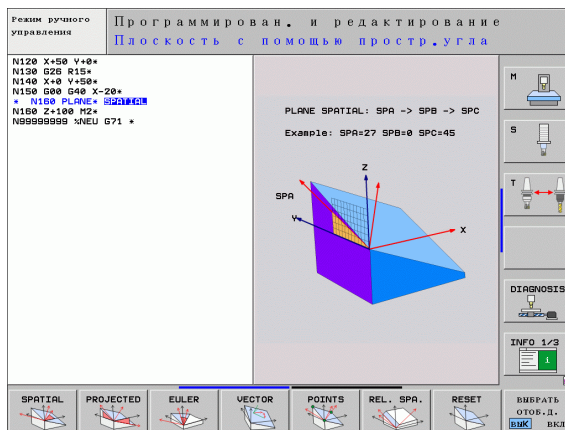 Режим ручного
управления
Программирован. и редактирование
Плоскость с помощью простр.угла
N120 X+50 Y+0*
N130 G26 R15*
N140 X+0 Y+50*
N150 G00 G40 X-20*
* N160 PLANE* SPATIAL
N160 Z+100 M2*
N99999999 %NEU G71 *
PLANE SPATIAL: SPA -> SPB -> SPC
Example: SPA=27 SPB=0 SPC=45
Z
SPA
Y
X
M
S
T
DIAGNOSIS
INFO 1/3
SPATIAL PROJECTED EULER VECTOR POINTS REL. SPA. RESET
ВЫБРАТЬ
ОТОБ.Д.
ВЫК ВКЛ